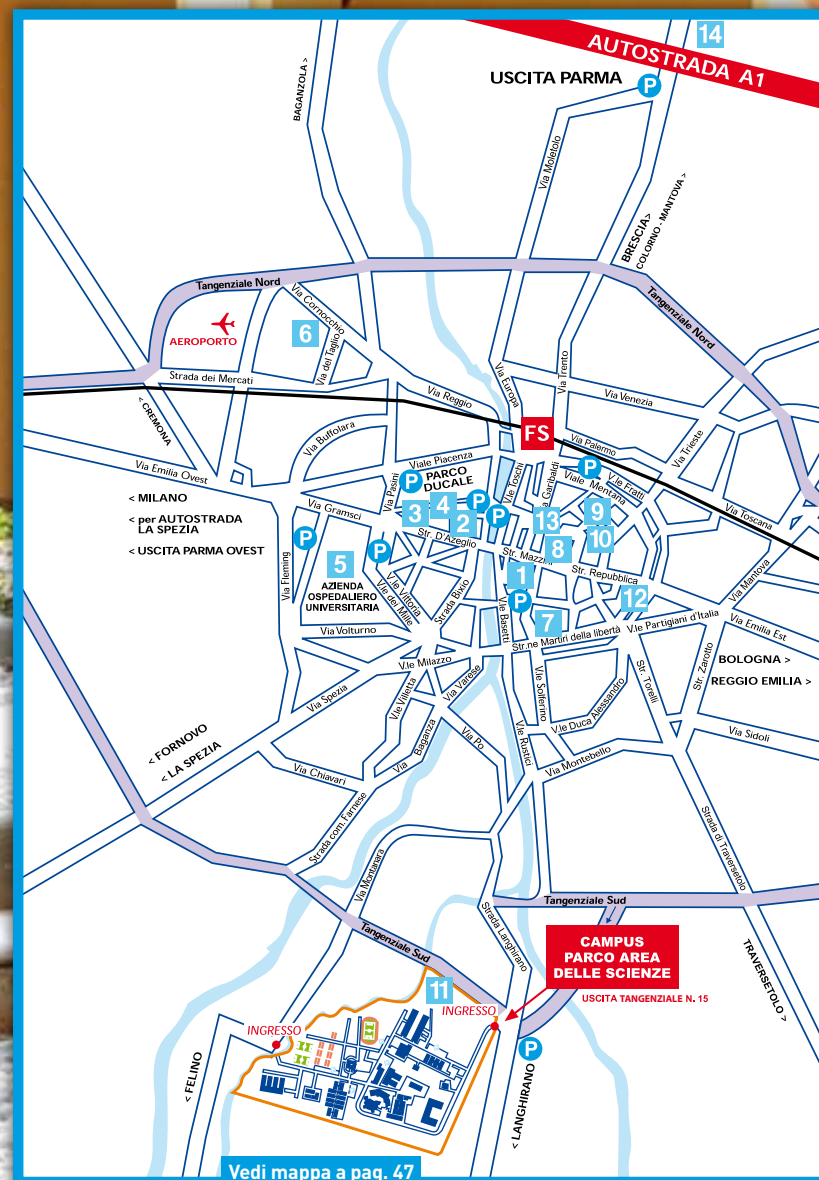 14
AUTOSTRADA A1
USCITA PARMA
P
BAGANZOLA >
Via Moletolo
BRESCIA>
COLORNO - MANTOVA >
Tangenziale Nord
Tangenziale Nord
Via Cornocchio
AEROPORTO
6
Via del Taglio
Strada dei Mercati
Via Reggio
Via Europa
Via Trento
Via Venezia
< CREMONA
FS
Via Palermo
Via Trieste
Via Buffolara
Viale Piacenza
Via Emilia Ovest
Via Pasini
P
PARCO
DUCALE
V.le Toschi
Garibaldi
P
V.le Fratti
Viale Mentana
< MILANO
< per AUTOSTRADA
LA SPEZIA
< USCITA PARMA OVEST
Via Gramsci
3
4
2
P
P
13
9
10
8
Via Toscana
Str. D'Azeglio
Str. Mazzini
Str. Repubblica
Via Mantova
P
Via Fleming
5
P
AZIENDA
OSPEDALIERO
UNIVERSITARIA
V.le Vittoria
V.le dei Mille
Strada Bixio
1
P
V.le Basetti
7
12
Via Volturno
Str.ne Martiri della libertà
V.le Partigiani d'Italia
Via Emilia Est
V.le Milazzo
BOLOGNA >
REGGIO EMILIA >
Via Spezia
V.le Villetta
Via Varese
V.le Solferino
V.le Duca Alessandro
Str. Torelli
Str. Zarotto
Via Sidoli
< FORNOVO
< LA SPEZIA
Via Chiavari
Via Baganza
Via Po
V.le Rustici
Via Montebello
Strada com. Farnese
Via Montanara
Strada di Traversetolo
Tangenziale Sud
Tangenziale Sud
Strada Langhirano
CAMPUS
PARCO AREA
DELLE SCIENZE
USCITA TANGENZIALE N. 15
TRAVERSETOLO >
11
INGRESSO
INGRESSO
P
< FELINO
< LANGHIRANO
Vedi mappa a pag. 47